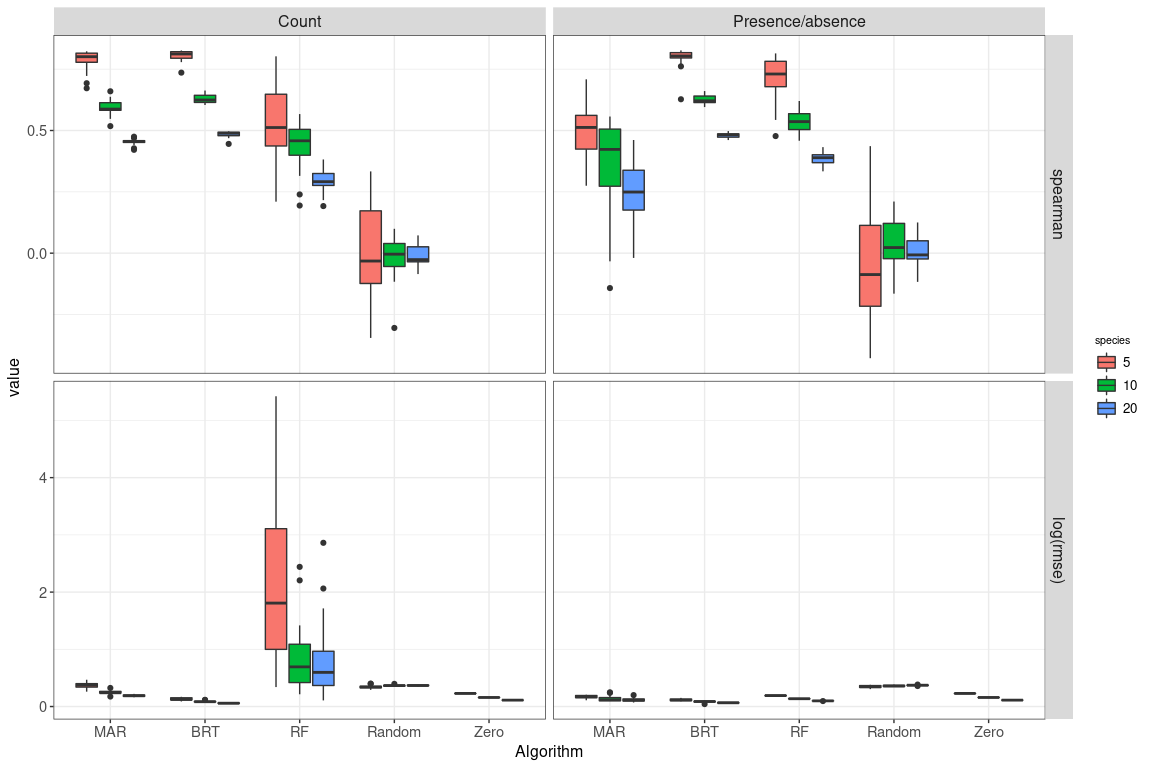 Count
Presence/absence
0.5
0.0
spearman
value
4
2
0
log(rmse)
species
5
10
20
MAR BRT RF Random Zero
MAR BRT RF Random Zero
Algorithm